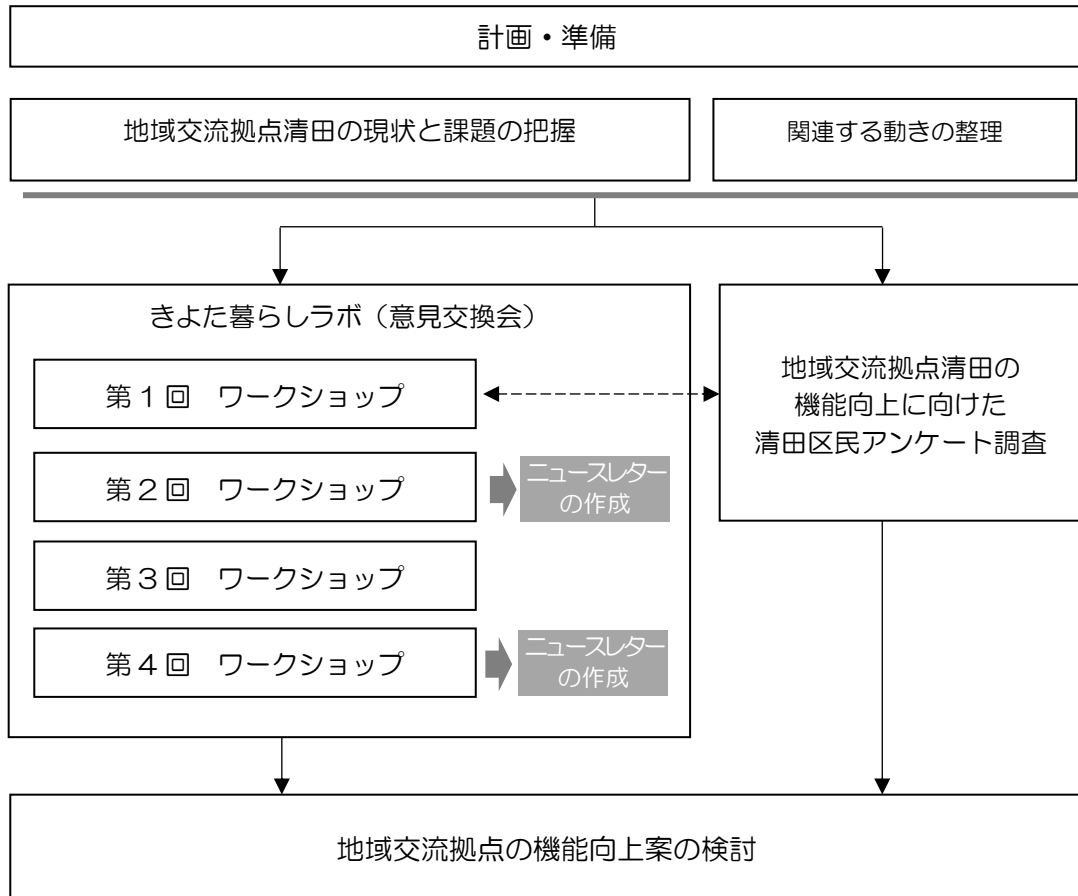 計画・準備
地域交流拠点清田の現状と課題の把握
関連する動きの整理
きよた暮らしラボ（意見交換会）
第１回　ワークショップ
第２回　ワークショップ
ニュースレター
の作成
第３回　ワークショップ
第４回　ワークショップ
ニュースレター
の作成
地域交流拠点清田の
機能向上に向けた
清田区民アンケート調査
地域交流拠点の機能向上案の検討